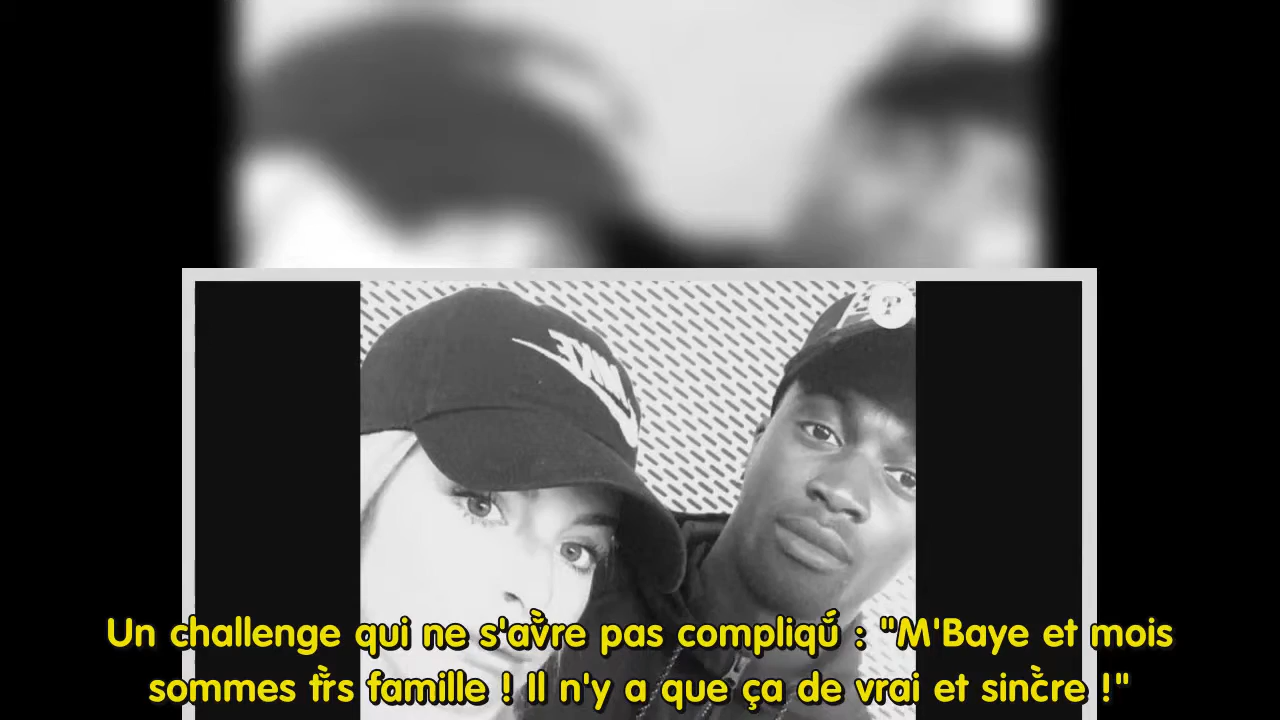 T
NIKE
Un challenge qui ne s'av̀re pas compliqú : "M'Baye et mois
sommes tr̀s famille ! Il n'y a que ça de vrai et sinc̀re !"